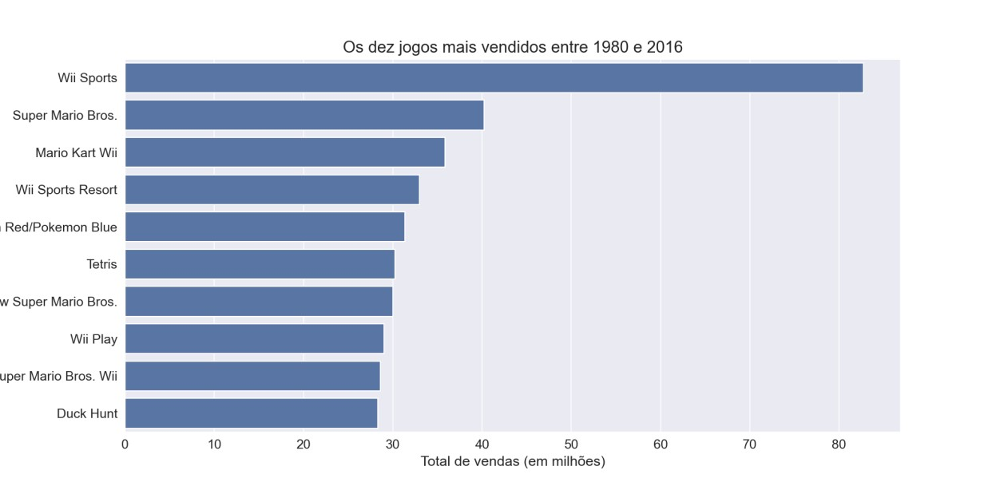 Os dez jogos mais vendidos entre 1980 e 2016
Wii Sports
Super Mario Bros.
Mario Kart Wii
Wii Sports Resort
Red/Pokemon Blue
Tetris
w Super Mario Bros.
Wii Play
uper Mario Bros. Wii
Duck Hunt
0 10 20 30 40 50 60 70 80
Total de vendas (em milhões)